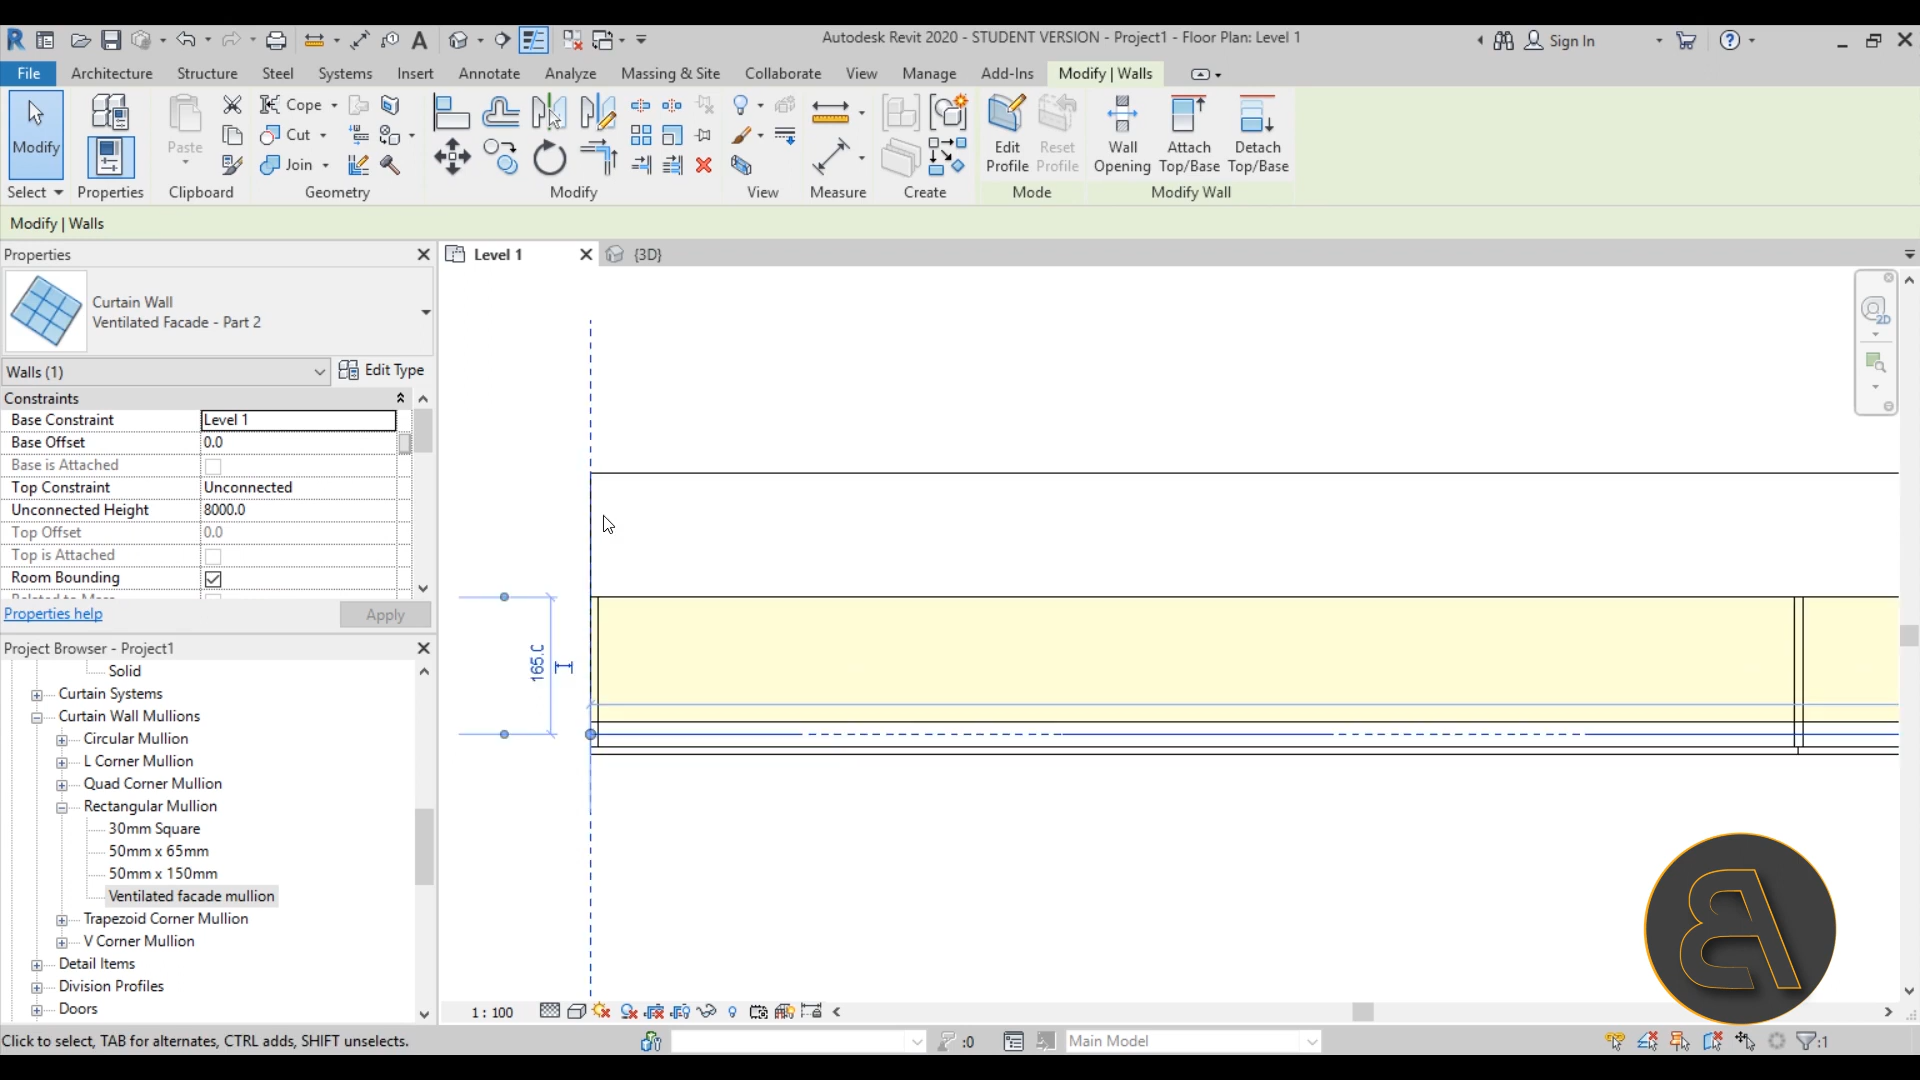 Autodesk Revit 2020 - STUDENT VERSION - Project1 - Floor Plan: Level 1
Sign In
File Architecture Structure Steel Systems Insert Annotate Analyze Massing & Site Collaborate View Manage Add-Ins Modify | Walls
Modify
Paste
Cope
Cut
Join
Edit Profile
Reset Profile
Wall Opening
Attach Top/Base
Detach Top/Base
Select Properties Clipboard Geometry Modify View Measure Create Mode Modify Wall
Modify | Walls
Properties
Level 1
{3D}
Curtain Wall
Ventilated Facade - Part 2
Walls (1)
Edit Type
Constraints
Base Constraint Level 1
Base Offset 0.0
Base is Attached
Top Constraint Unconnected
Unconnected Height 8000.0
Top Offset 0.0
Top is Attached
Room Bounding
Properties help
Apply
Project Browser - Project1
Solid
Curtain Systems
Curtain Wall Mullions
Circular Mullion
L Corner Mullion
Quad Corner Mullion
Rectangular Mullion
30mm Square
50mm x 65mm
50mm x 150mm
Ventilated facade mullion
Trapezoid Corner Mullion
V Corner Mullion
Detail Items
Division Profiles
Doors
2D
1 : 100
Click to select, TAB for alternates, CTRL adds, SHIFT unselects.
:0
Main Model
:1